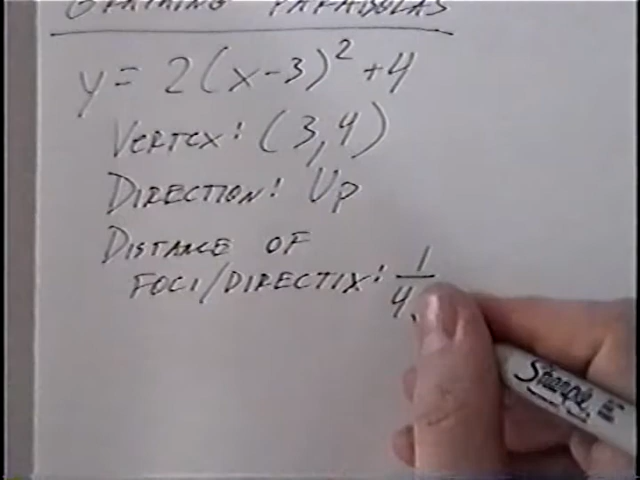 GRAPHING PARABOLAS
y = 2(x-3)² + 4
VERTEX: (3,4)
DIRECTION: Up
DISTANCE OF
FOCI/DIRECTIX: 1
4.
Sharpie